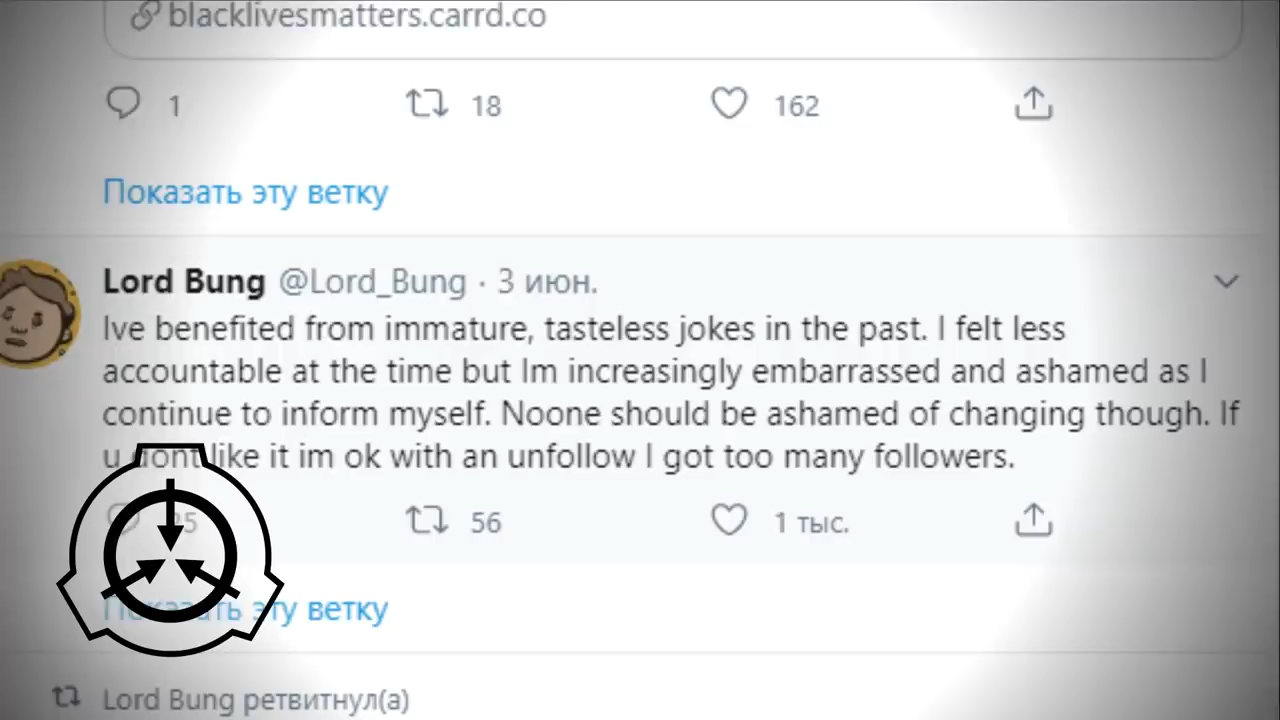 blacklivesmatters.carrd.co
1 18 162
Показать эту ветку
Lord Bung @Lord_Bung · 3 июн.
Ive benefited from immature, tasteless jokes in the past. I felt less
accountable at the time but Im increasingly embarrassed and ashamed as I
continue to inform myself. Noone should be ashamed of changing though. If
u dont like it im ok with an unfollow I got too many followers.
56 1 тыс.
Показать эту ветку
Lord Bung ретвитнул(а)